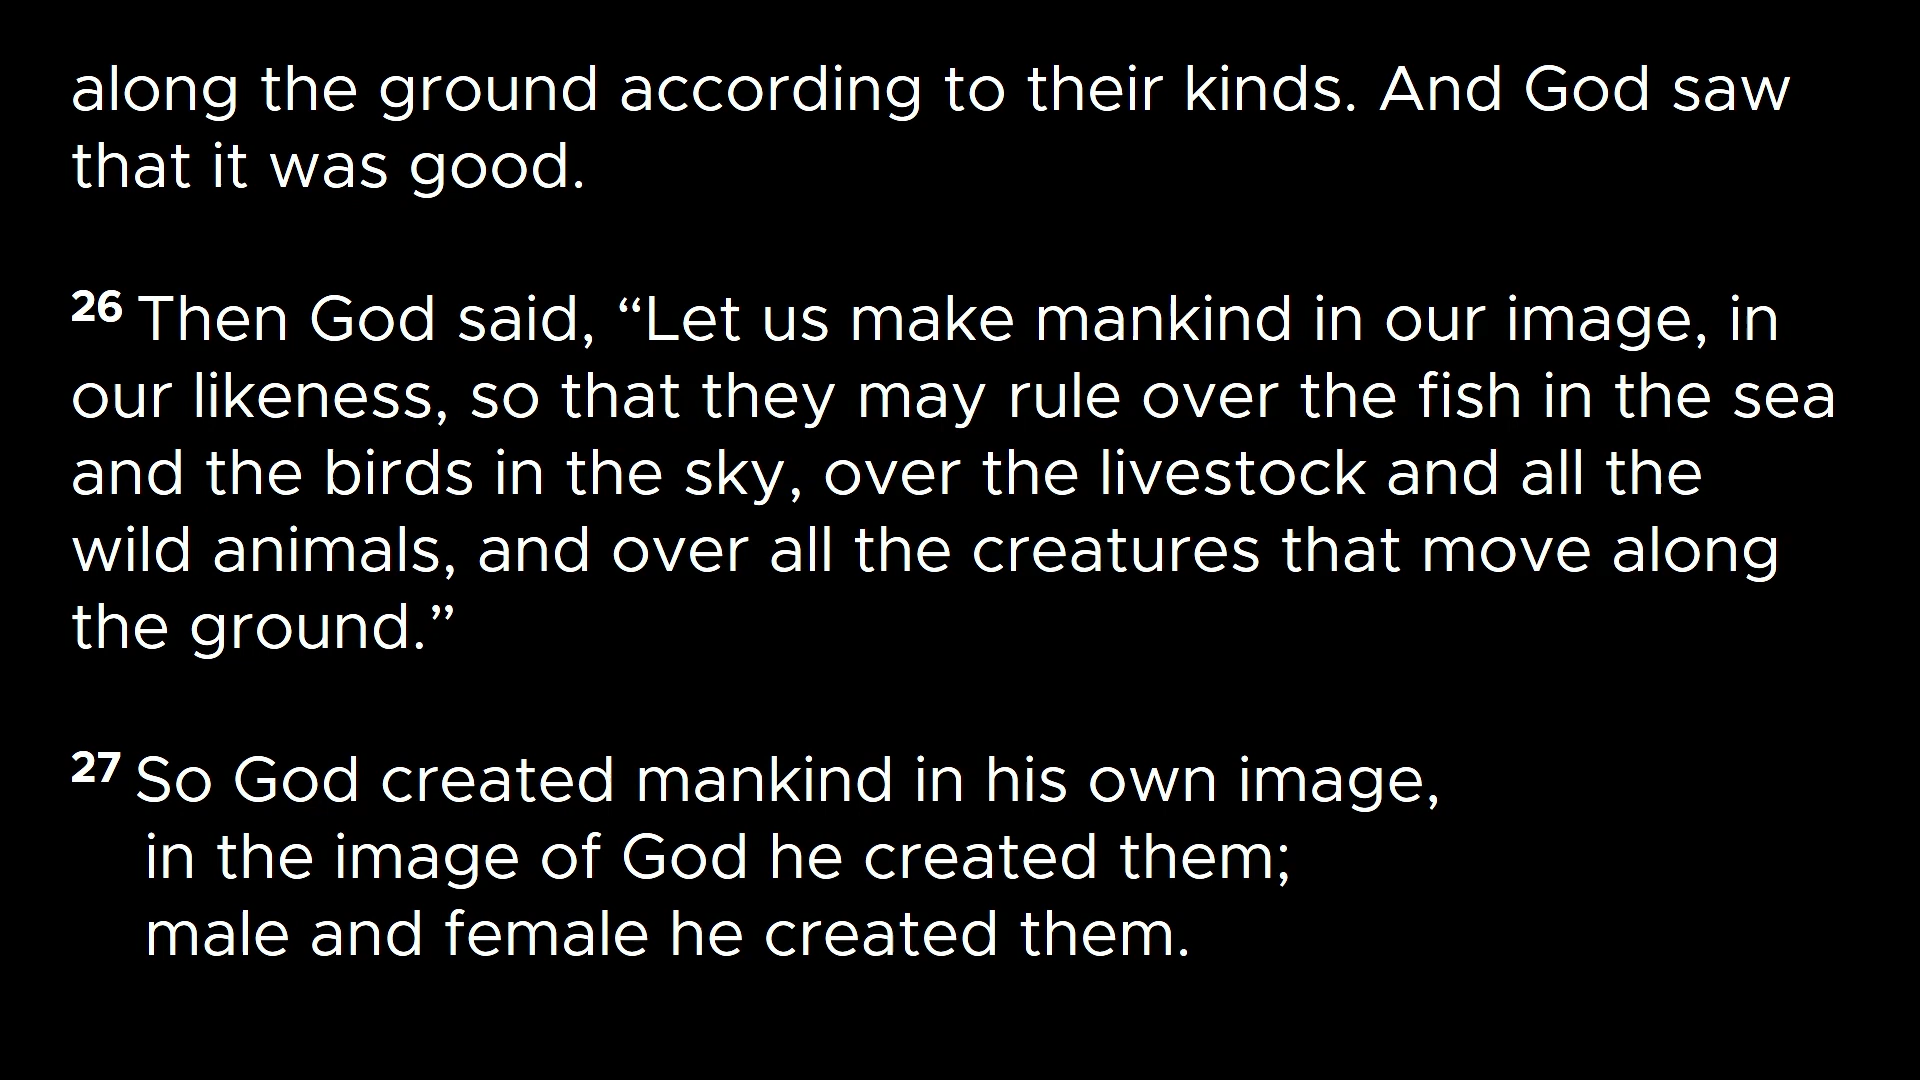 along the ground according to their kinds. And God saw
that it was good.
26 Then God said, “Let us make mankind in our image, in
our likeness, so that they may rule over the fish in the sea
and the birds in the sky, over the livestock and all the
wild animals, and over all the creatures that move along
the ground.”
27 So God created mankind in his own image,
in the image of God he created them;
male and female he created them.